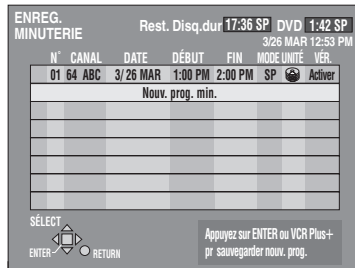 ENREG.
MINUTERIE
Rest. Disq.dur 17:36 SP DVD 1:42 SP
3/26 MAR 12:53 PM
N° CANAL DATE DÉBUT FIN MODE UNITÉ VÉR.
01 64 ABC 3/ 26 MAR 1:00 PM 2:00 PM SP Activer
Nouv. prog. min.
SÉLECT
ENTER RETURN
Appuyez sur ENTER ou VCR Plus+
pr sauvegarder nouv. prog.